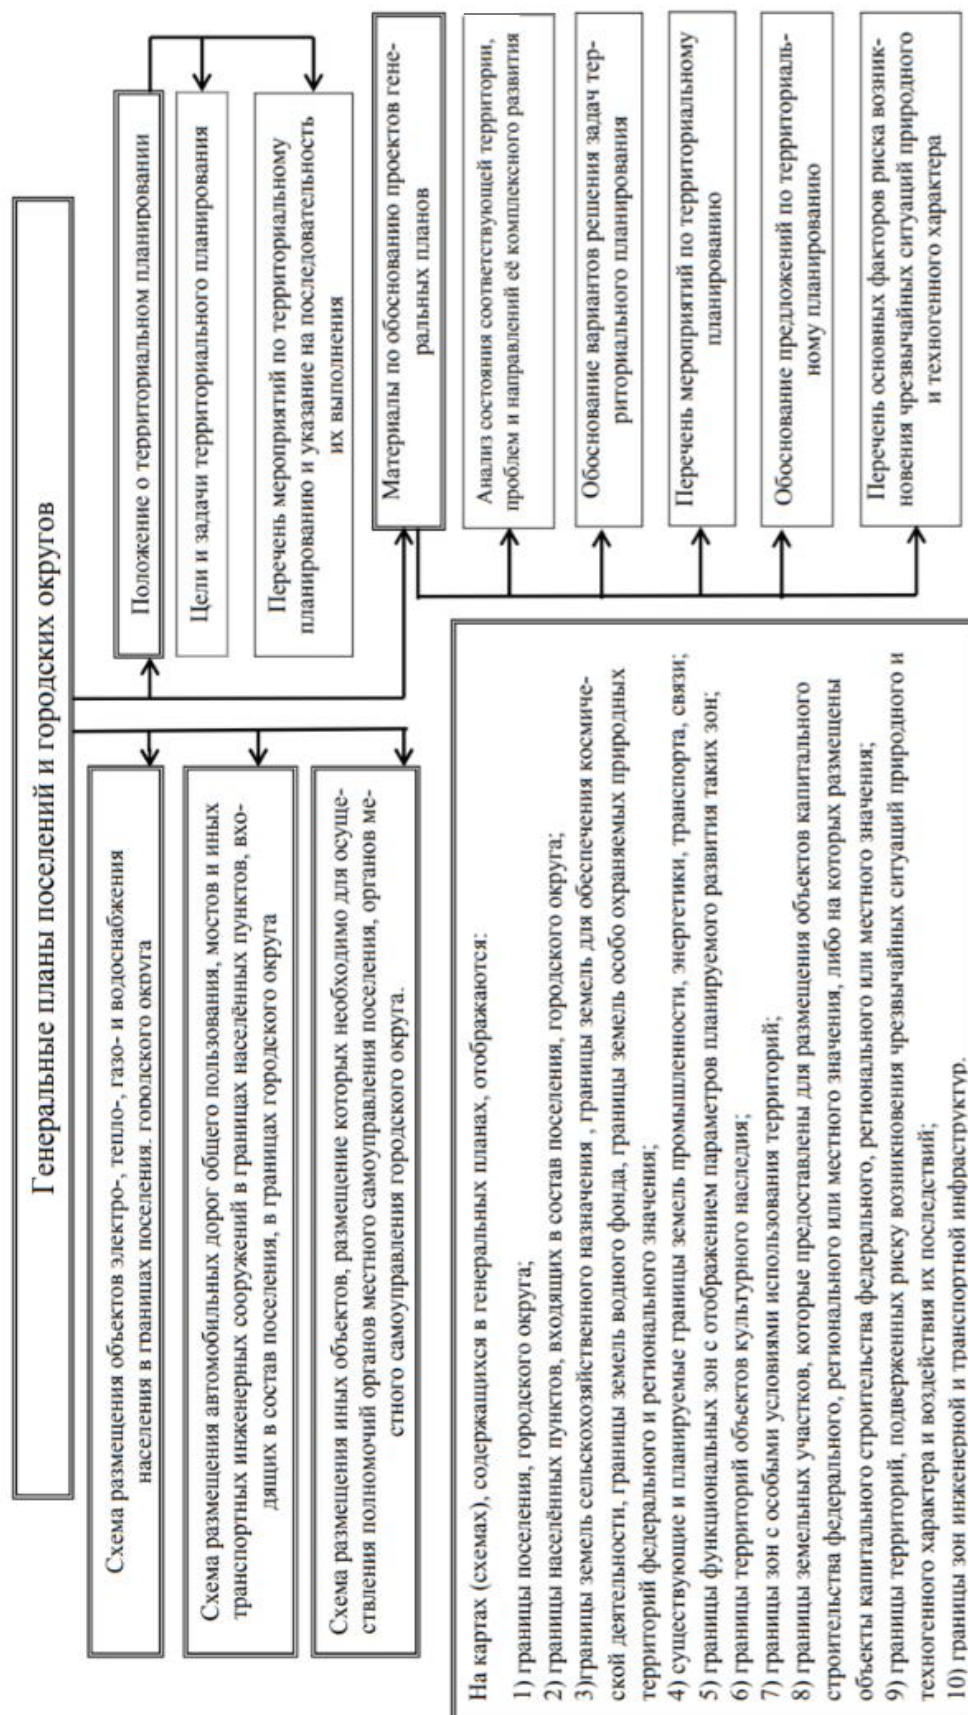 Генеральные планы поселений и городских округов
Схема размещения объектов электро-, тепло-, газо- и водоснабжения
населения в границах поселения. городского округа
Схема размещения автомобильных дорог общего пользования, мостов и иных
транспортных инженерных сооружений в границах населённых пунктов, вхо-
дящих в состав поселения, в границах городского округа
Схема размещения иных объектов, размещение которых необходимо для осуще-
ствления полномочий органов местного самоуправления поселения, органов ме-
стного самоуправления городского округа.
Положение о территориальном планировании
Цели и задачи территориального планирования
Перечень мероприятий по территориальному
планированию и указание на последовательность
их выполнения
Материалы по обоснованию проектов гене-
ральных планов
Анализ состояния соответствующей территории,
проблем и направлений её комплексного развития
Обоснование вариантов решения задач тер-
риториального планирования
Перечень мероприятий по территориальному
планированию
Обоснование предложений по территориаль-
ному планированию
Перечень основных факторов риска возник-
новения чрезвычайных ситуаций природного
и техногенного характера
На картах (схемах), содержащихся в генеральных планах, отображаются:
1) границы поселения, городского округа;
2) границы населённых пунктов, входящих в состав поселения, городского округа;
3)границы земель сельскохозяйственного назначения , границы земель для обеспечения космиче-
ской деятельности, границы земель водного фонда, границы земель особо охраняемых природных
территорий федерального и регионального значения;
4) существующие и планируемые границы земель промышленности, энергетики, транспорта, связи;
5) границы функциональных зон с отображением параметров планируемого развития таких зон;
6) границы территорий объектов культурного наследия;
7) границы зон с особыми условиями использования территорий;
8) границы земельных участков, которые предоставлены для размещения объектов капитального
строительства федерального, регионального или местного значения, либо на которых размещены
объекты капитального строительства федерального, регионального или местного значения;
9) границы территорий, подверженных риску возникновения чрезвычайных ситуаций природного и
техногенного характера и воздействия их последствий;
10) границы зон инженерной и транспортной инфраструктур.